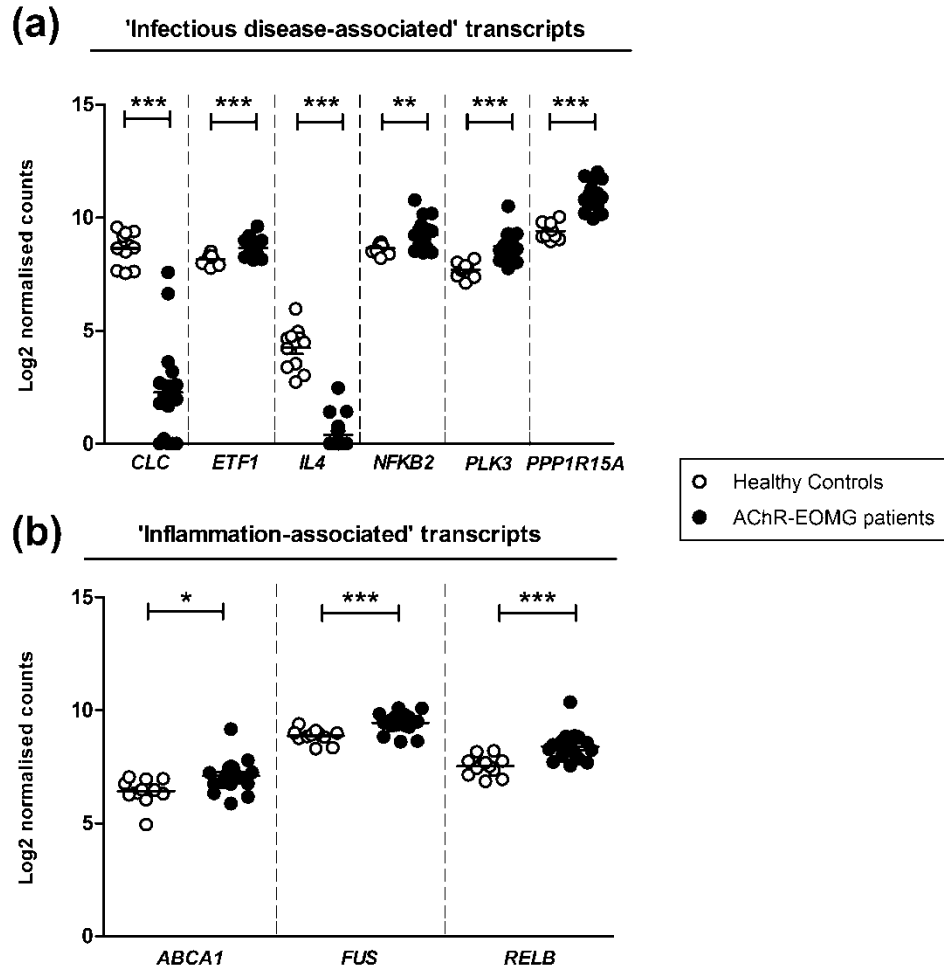 (a)
'Infectious disease-associated' transcripts
*** *** *** ** *** ***
15
10
5
0
Log2 normalised counts
CLC ETF1 IL4 NFKB2 PLK3 PPP1R15A
Healthy Controls
AChR-EOMG patients
(b)
'Inflammation-associated' transcripts
* *** ***
15
10
5
0
Log2 normalised counts
ABCA1 FUS RELB